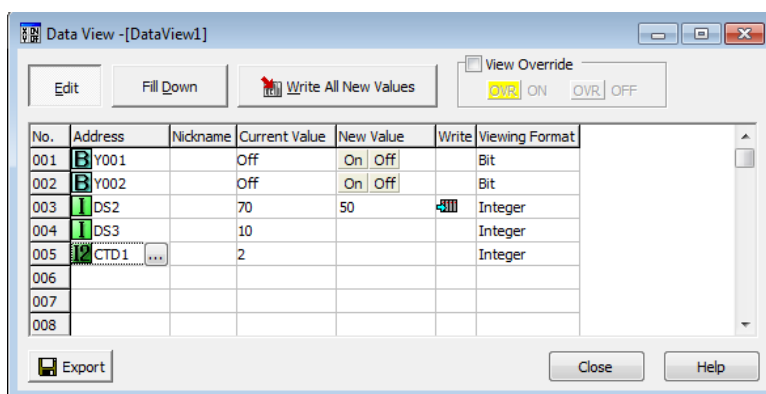 Data View -[DataView1]
Edit Fill Down Write All New Values View Override
OVR ON OVR OFF
No. Address Nickname Current Value New Value Write Viewing Format
001 B Y001 Off On Off Bit
002 B Y002 Off On Off Bit
003 I DS2 70 50 Integer
004 I DS3 10 Integer
005 I2 CTD1 ... 2 Integer
006
007
008
Export Close Help